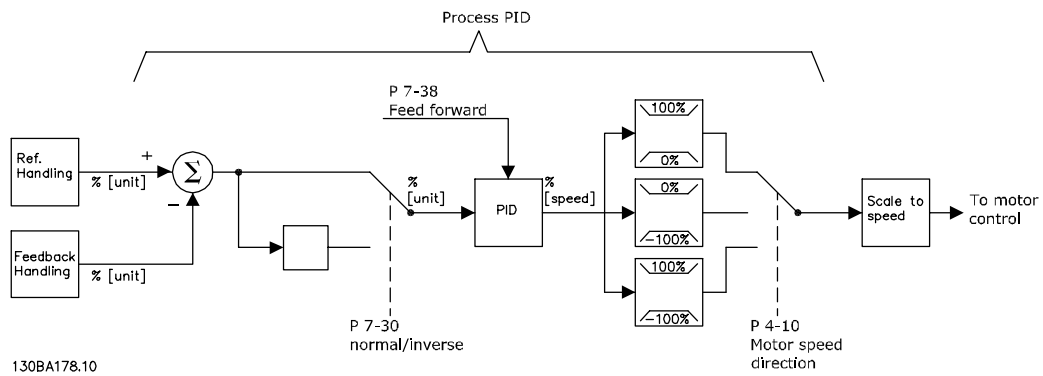 Process PID
P 7-38
Feed forward
100%
0%
Ref.
Handling
+
% [unit]
Σ
−
%
[unit]
PID
%
[speed]
0%
-100%
Scale to
speed
To motor
control
Feedback
Handling
% [unit]
100%
-100%
P 7-30
normal/inverse
P 4-10
Motor speed
direction
130BA178.10